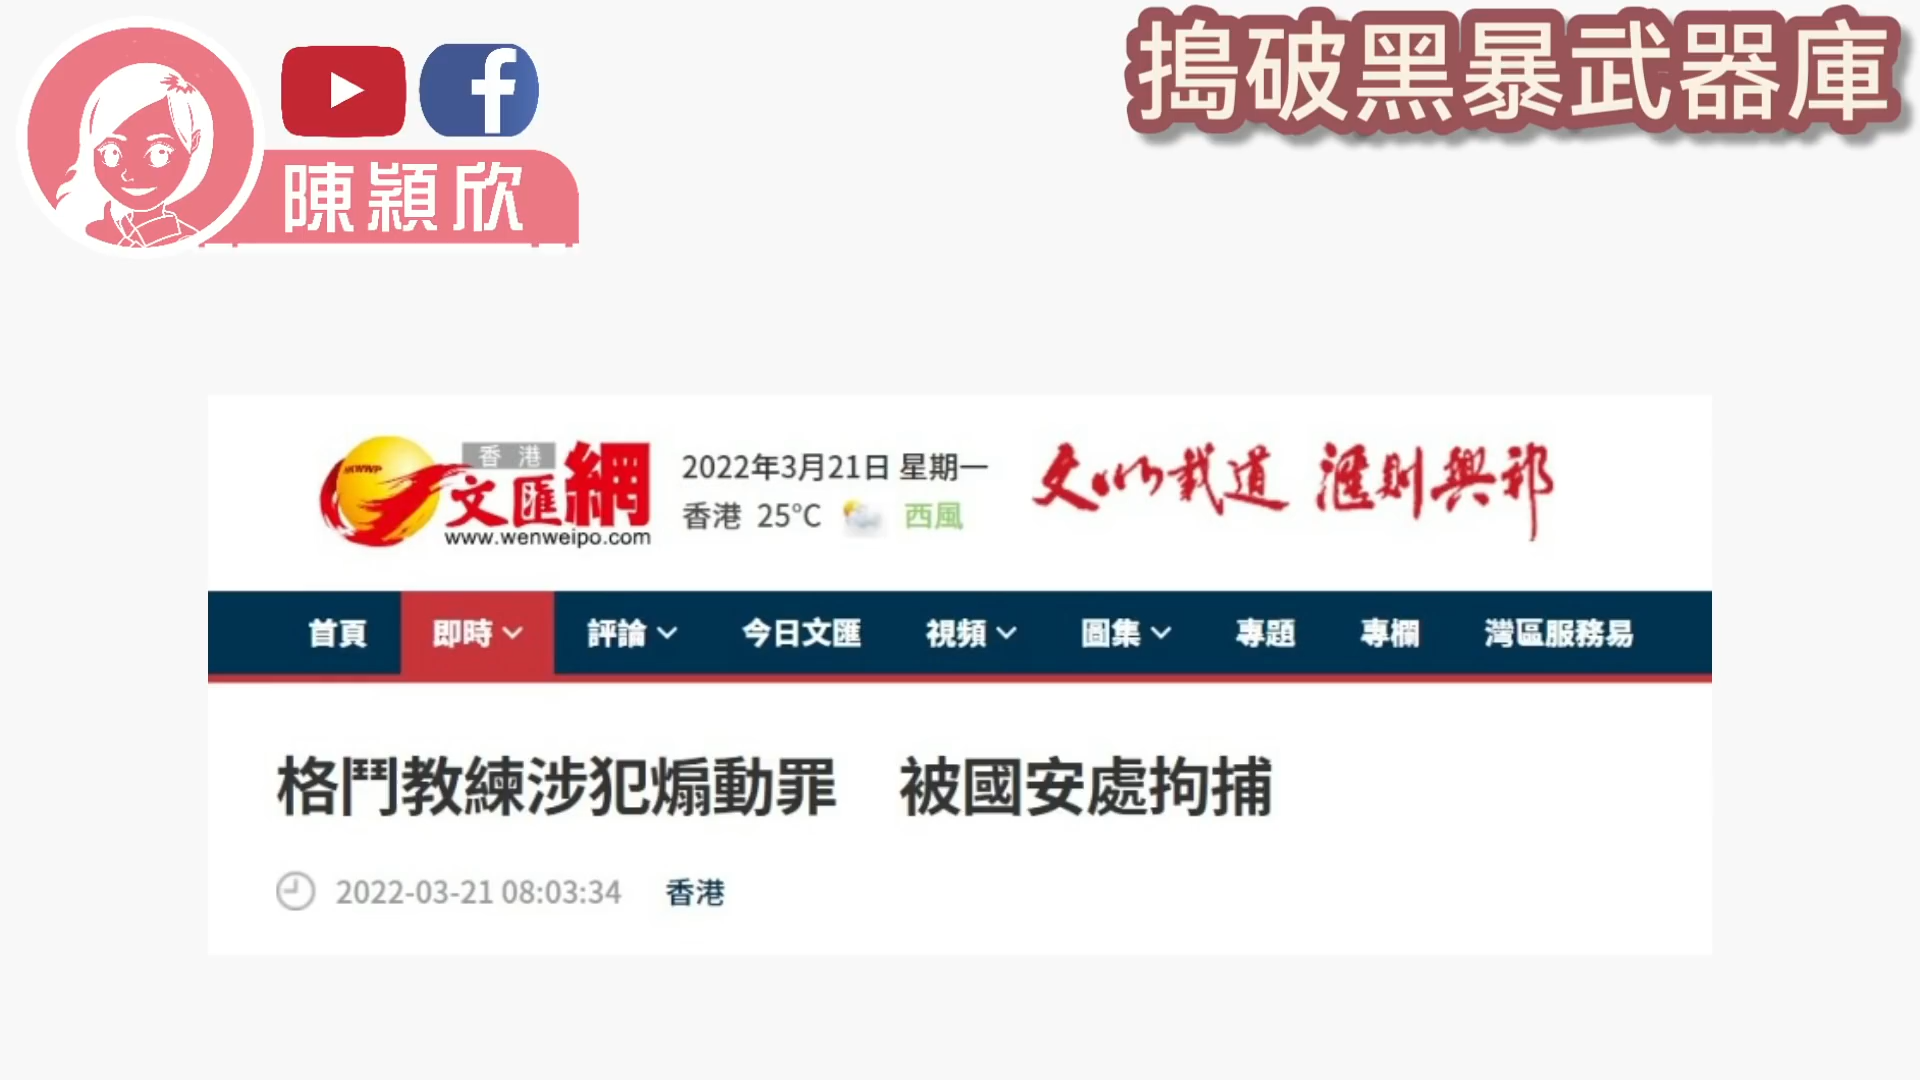 搗破黑暴武器庫
陳穎欣
HKWWP
香港
文匯網
www.wenweipo.com
2022年3月21日 星期一
香港 25°C 西風
文以載道 滙則興邦
首頁 即時 評論 今日文匯 視頻 圖集 專題 專欄 灣區服務易
格鬥教練涉犯煽動罪 被國安處拘捕
2022-03-21 08:03:34 香港